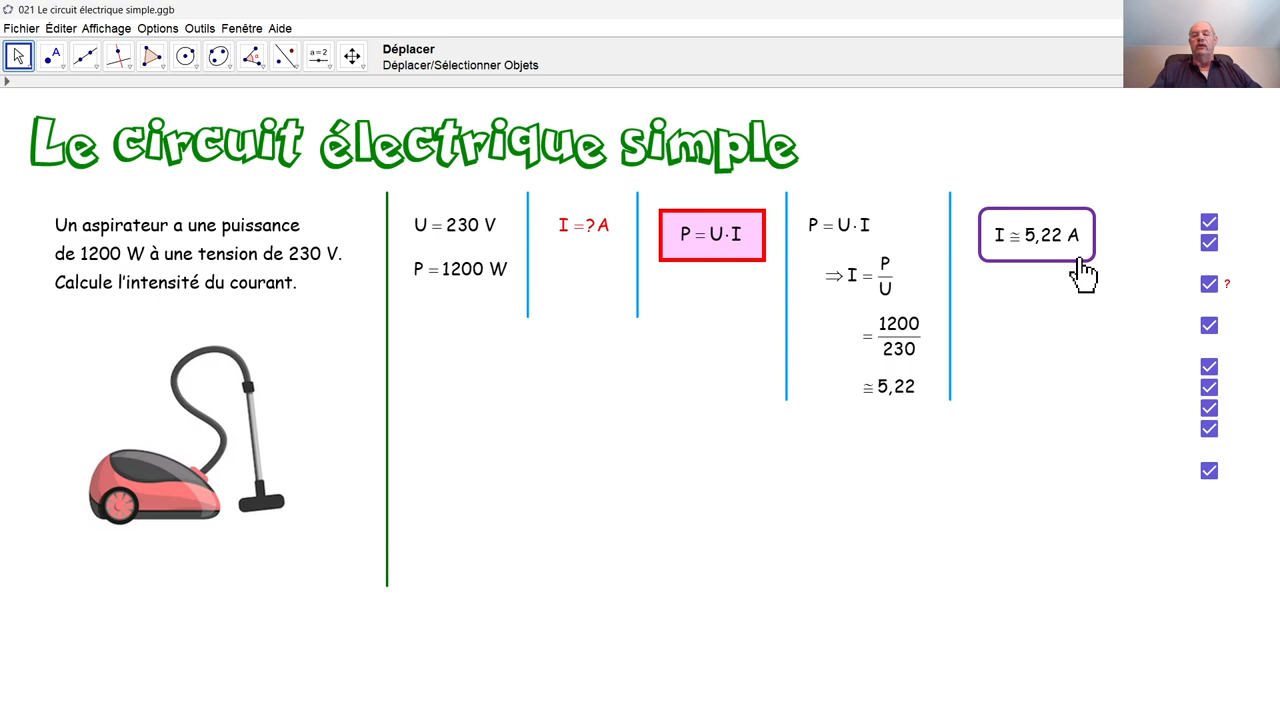 021 Le circuit électrique simple.ggb
Fichier Éditer Affichage Options Outils Fenêtre Aide
A
a=2
Déplacer
Déplacer/Sélectionner Objets
Le circuit électrique simple
Un aspirateur a une puissance
de 1200 W à une tension de 230 V.
Calcule l'intensité du courant.
U = 230 V
P = 1200 W
I = ? A
P = U·I
P = U·I
⇒ I = P/U
= 1200/230
≅ 5,22
I ≅ 5,22 A
?